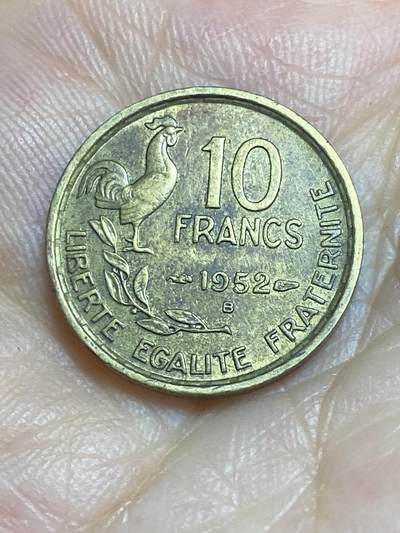 10
FRANCS
1952
B
LIBERTE EGALITE FRATERNITE